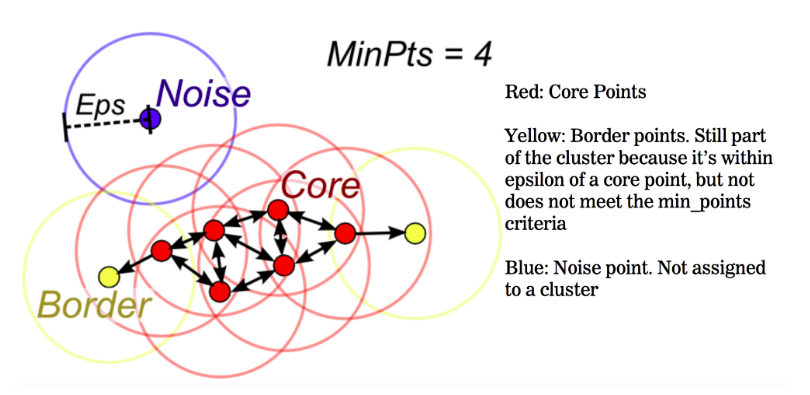 MinPts = 4
Eps
Noise
Core
Border
Red: Core Points
Yellow: Border points. Still part
of the cluster because it’s within
epsilon of a core point, but not
does not meet the min_points
criteria
Blue: Noise point. Not assigned
to a cluster